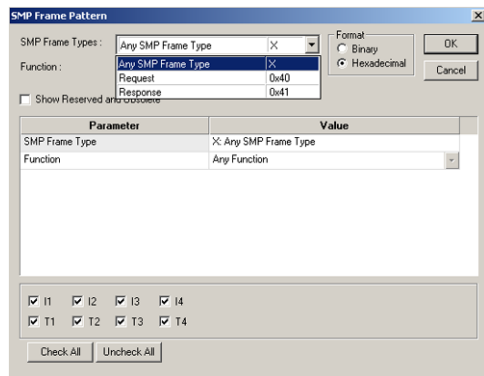 SMP Frame Pattern
SMP Frame Types : Any SMP Frame Type X
Format
Binary
Hexadecimal
OK
Cancel
Function :
Any SMP Frame Type X
Request 0x40
Response 0x41
Show Reserved and Obsolete
Parameter Value
SMP Frame Type X: Any SMP Frame Type
Function Any Function
I1 I2 I3 I4
T1 T2 T3 T4
Check All Uncheck All